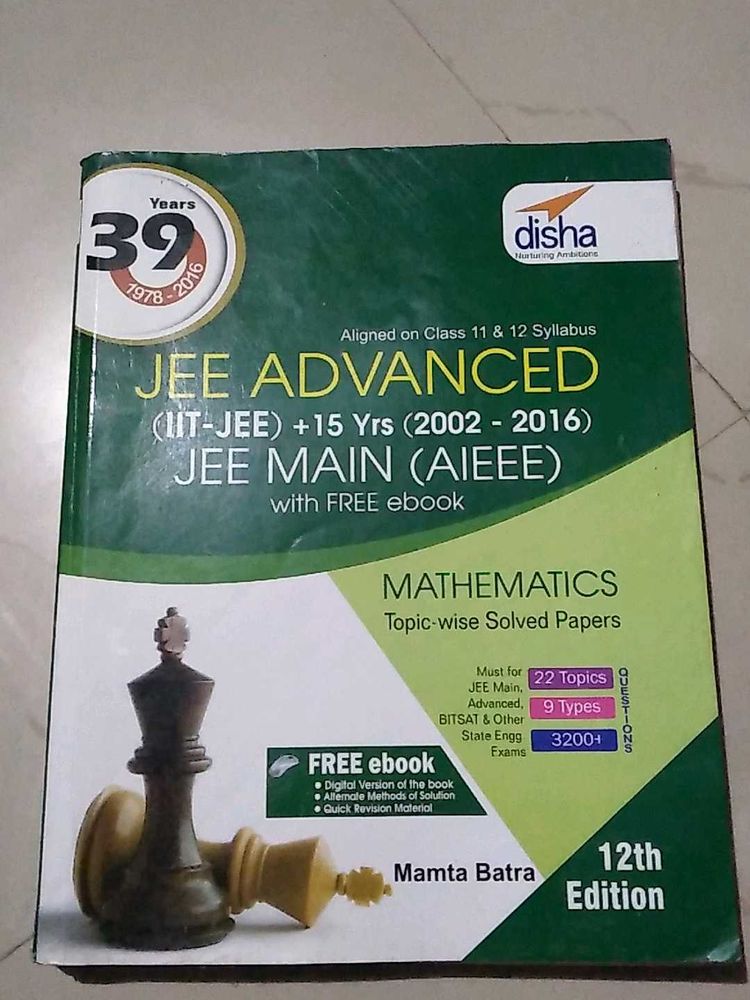 Years
39
1978 - 2016
disha
Nurturing Ambitions
Aligned on Class 11 & 12 Syllabus
JEE ADVANCED
(IIT-JEE) + 15 Yrs (2002 - 2016)
JEE MAIN (AIEEE)
with FREE ebook
MATHEMATICS
Topic-wise Solved Papers
Must for
JEE Main,
Advanced,
BITSAT & Other
State Engg
Exams
22 Topics
9 Types
3200+
QUESTIONS
FREE ebook
• Digital Version of the book
• Alternate Methods of Solution
• Quick Revision Material
Mamta Batra
12th
Edition